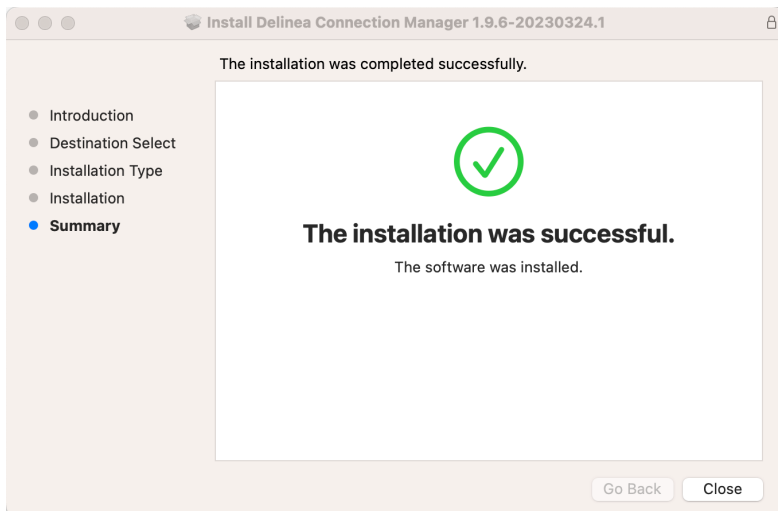 Install Delinea Connection Manager 1.9.6-20230324.1
The installation was completed successfully.
Introduction
Destination Select
Installation Type
Installation
Summary
The installation was successful.
The software was installed.
Go Back
Close